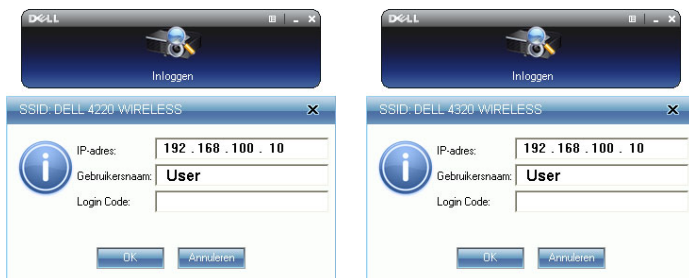 DELL
Inloggen
SSID: DELL 4220 WIRELESS
IP-adres: 192 . 168 . 100 . 10
Gebruikersnaam: User
Login Code:
OK Annuleren
DELL
Inloggen
SSID: DELL 4320 WIRELESS
IP-adres: 192 . 168 . 100 . 10
Gebruikersnaam: User
Login Code:
OK Annuleren